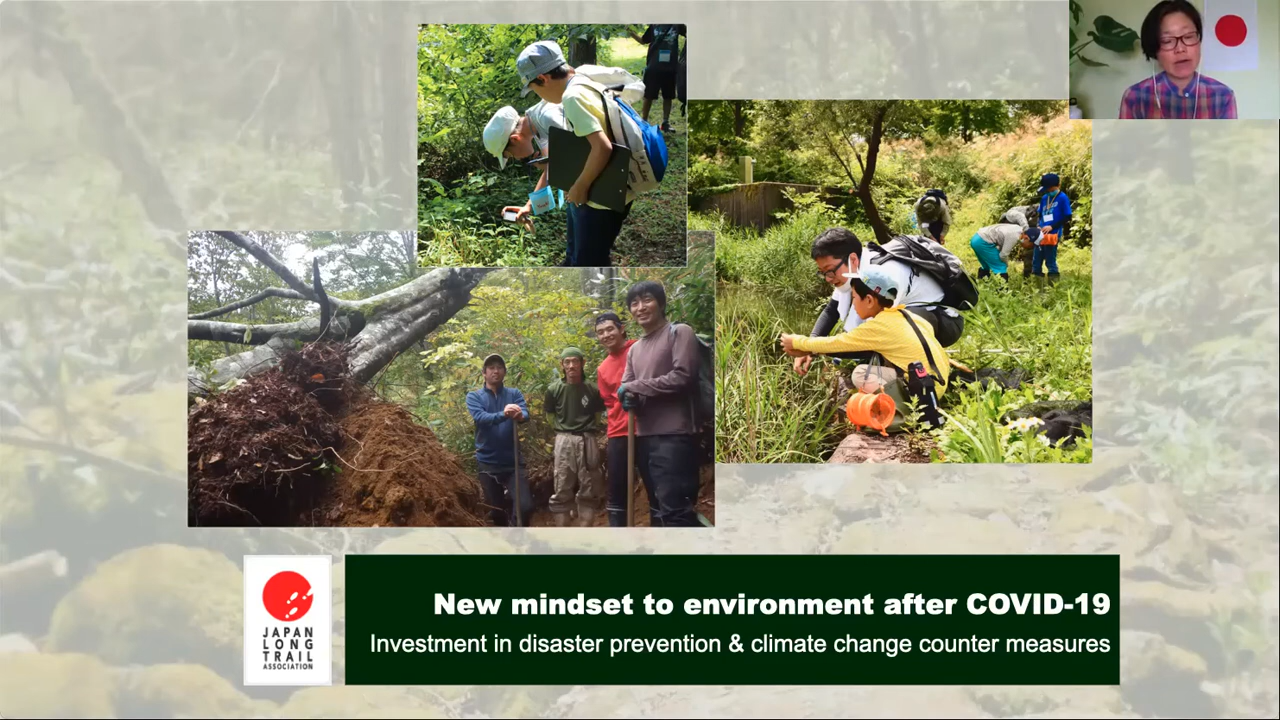 New mindset to environment after COVID-19
Investment in disaster prevention & climate change counter measures
JAPAN
LONG
TRAIL
ASSOCIATION